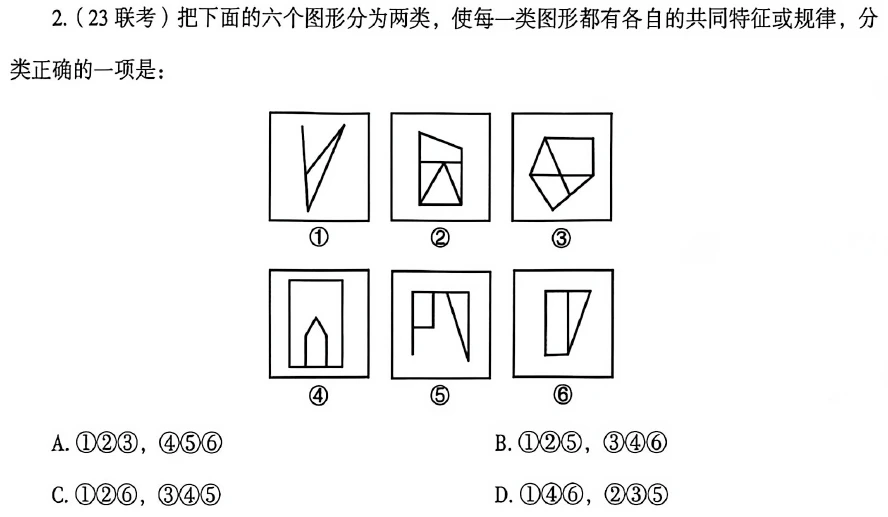 2.（23 联考）把下面的六个图形分为两类，使每一类图形都有各自的共同特征或规律，分
类正确的一项是：
① ② ③
④ ⑤ ⑥
A. ①②③，④⑤⑥ B. ①②⑤，③④⑥
C. ①②⑥，③④⑤ D. ①④⑥，②③⑤